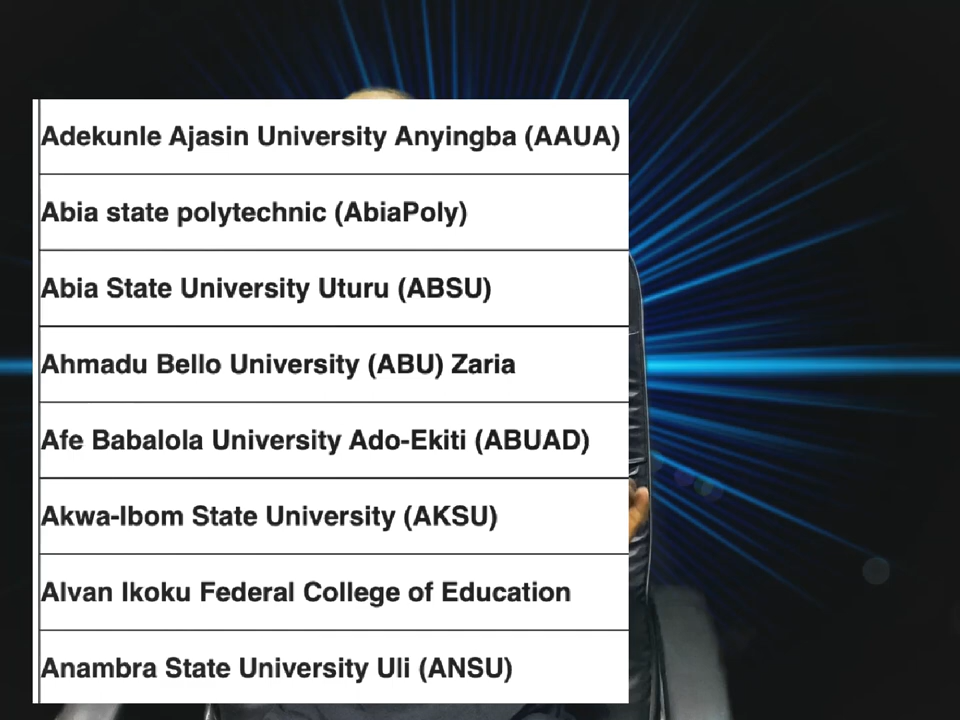 Adekunle Ajasin University Anyingba (AAUA)
Abia state polytechnic (AbiaPoly)
Abia State University Uturu (ABSU)
Ahmadu Bello University (ABU) Zaria
Afe Babalola University Ado-Ekiti (ABUAD)
Akwa-Ibom State University (AKSU)
Alvan Ikoku Federal College of Education
Anambra State University Uli (ANSU)